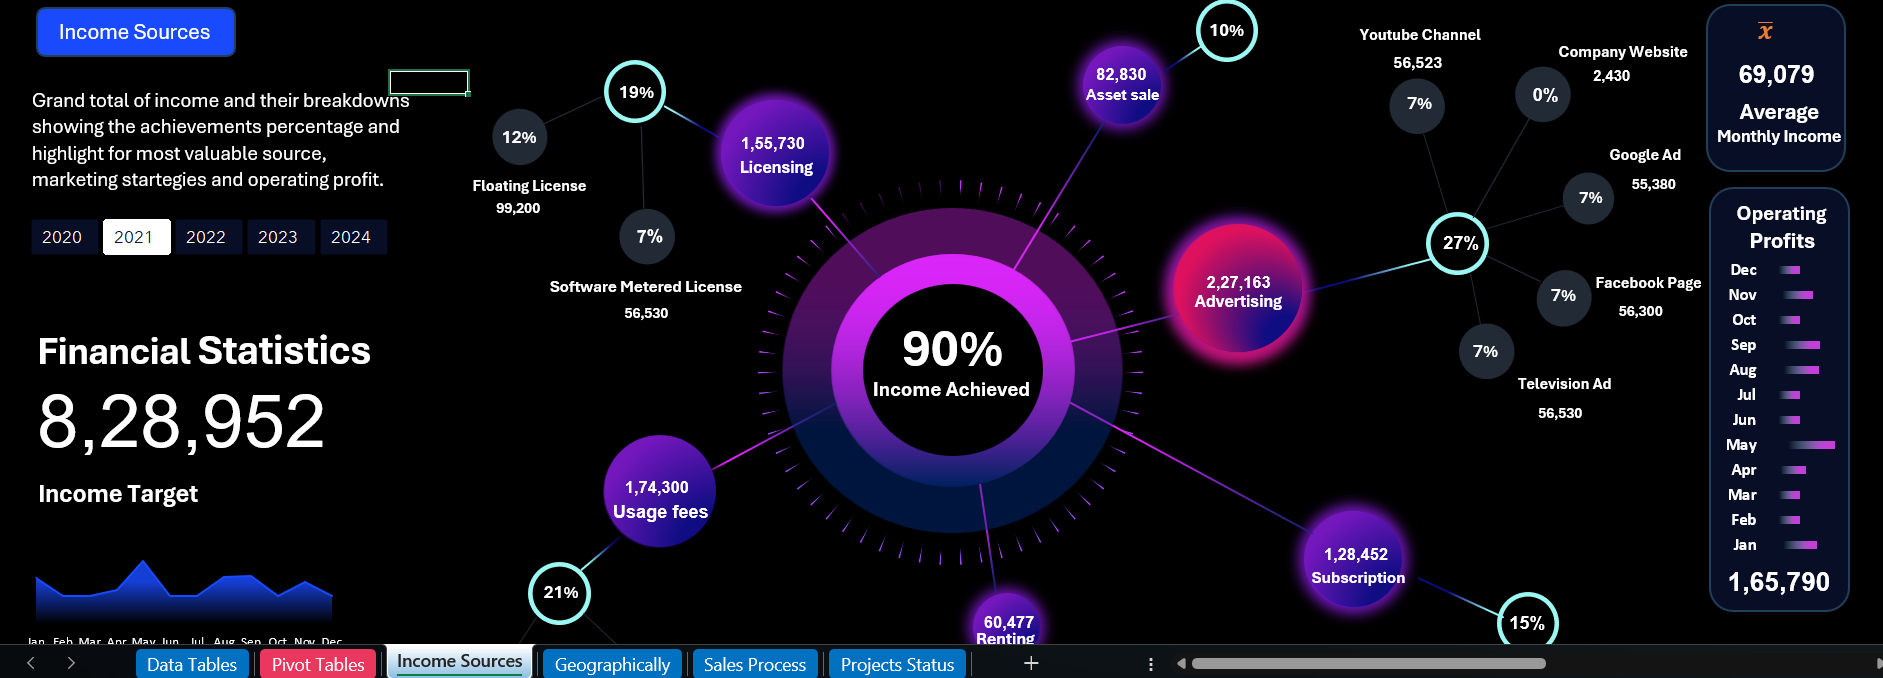 Income Sources
Grand total of income and their breakdowns
showing the achievements percentage and
highlight for most valuable source,
marketing startegies and operating profit.
2020
2021
2022
2023
2024
Financial Statistics
8,28,952
Income Target
Jan Feb Mar Apr May Jun Jul Aug Sep Oct Nov Dec
19%
12%
Floating License
99,200
7%
Software Metered License
56,530
1,55,730
Licensing
82,830
Asset sale
10%
90%
Income Achieved
2,27,163
Advertising
27%
Youtube Channel
56,523
7%
Company Website
2,430
0%
Google Ad
55,380
7%
Facebook Page
56,300
7%
7%
Television Ad
56,530
1,74,300
Usage fees
21%
60,477
Renting
1,28,452
Subscription
15%
x̅
69,079
Average
Monthly Income
Operating
Profits
Dec
Nov
Oct
Sep
Aug
Jul
Jun
May
Apr
Mar
Feb
Jan
1,65,790
Data Tables
Pivot Tables
Income Sources
Geographically
Sales Process
Projects Status